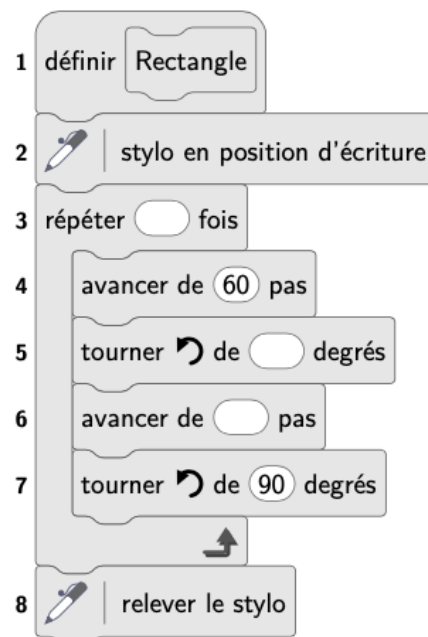 1 définir Rectangle
2 stylo en position d'écriture
3 répéter fois
4 avancer de 60 pas
5 tourner de degrés
6 avancer de pas
7 tourner de 90 degrés
8 relever le stylo